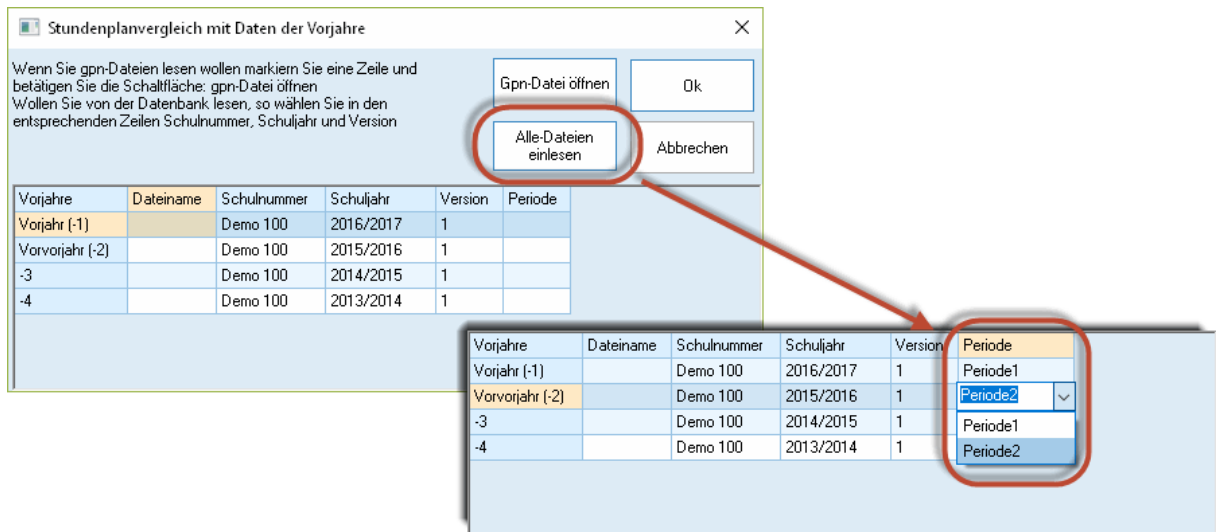 Stundenplanvergleich mit Daten der Vorjahre
Wenn Sie gpn-Dateien lesen wollen markiern Sie eine Zeile und
betätigen Sie die Schaltfläche: gpn-Datei öffnen
Wollen Sie von der Datenbank lesen, so wählen Sie in den
entsprechenden Zeilen Schulnummer, Schuljahr und Version
Gpn-Datei öffnen
Ok
Alle-Dateien
einlesen
Abbrechen
Vorjahre Dateiname Schulnummer Schuljahr Version Periode
Vorjahr (-1) Demo 100 2016/2017 1
Vorvorjahr (-2) Demo 100 2015/2016 1
-3 Demo 100 2014/2015 1
-4 Demo 100 2013/2014 1
Vorjahre Dateiname Schulnummer Schuljahr Version Periode
Vorjahr (-1) Demo 100 2016/2017 1 Periode1
Vorvorjahr (-2) Demo 100 2015/2016 1 Periode2
-3 Demo 100 2014/2015 1 Periode1
-4 Demo 100 2013/2014 1 Periode2